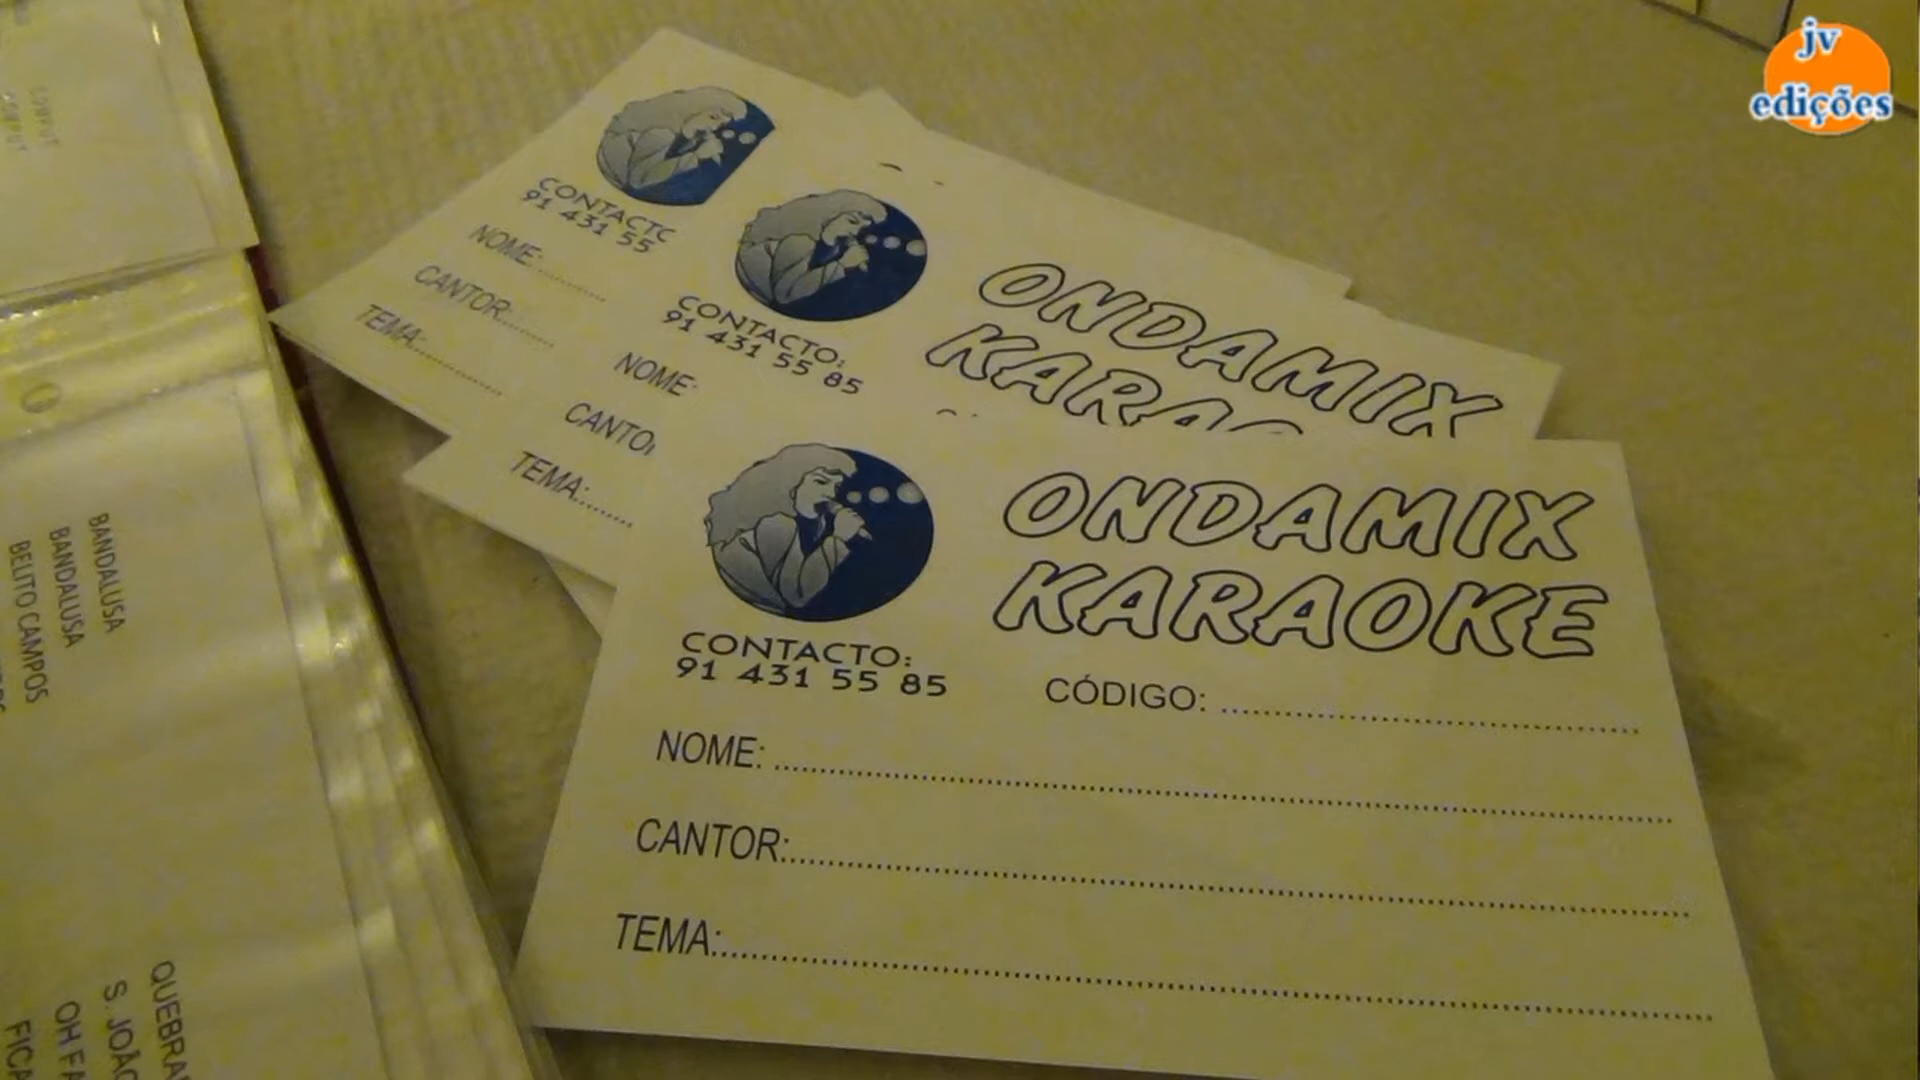 jv
edições
CONTACTO
91 431 55
NOME:
CANTOR:
TEMA:
ONDAMIX
CONTACTO:
91 431 55 85
NOME:
TEMA:
ONDAMIX
KARAOKE
CONTACTO:
91 431 55 85
CÓDIGO:
NOME:
CANTOR:
TEMA:
BANDALUSA
BANDALUSA
BELITO CAMPOS
S. JOÃO